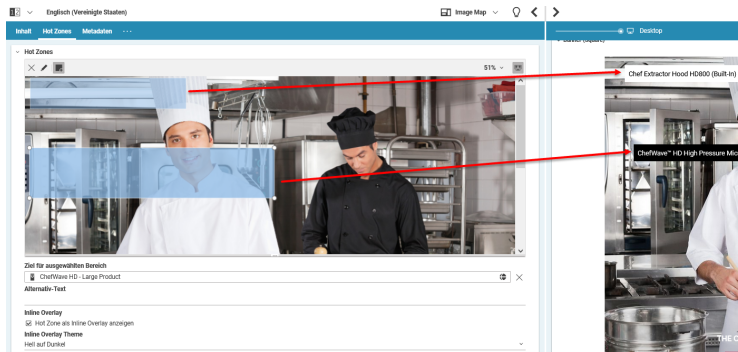 Englisch (Vereinigte Staaten)
Image Map
Inhalt Hot Zones Metadaten ···
Desktop
Hot Zones
51%
Chef Extractor Hood HD800 (Built-In)
ChefWave™ HD High Pressure Mic
Ziel für ausgewählten Bereich
ChefWave HD - Large Product
Alternativ-Text
Inline Overlay
Hot Zone als Inline Overlay anzeigen
Inline Overlay Theme
Hell auf Dunkel
THE C